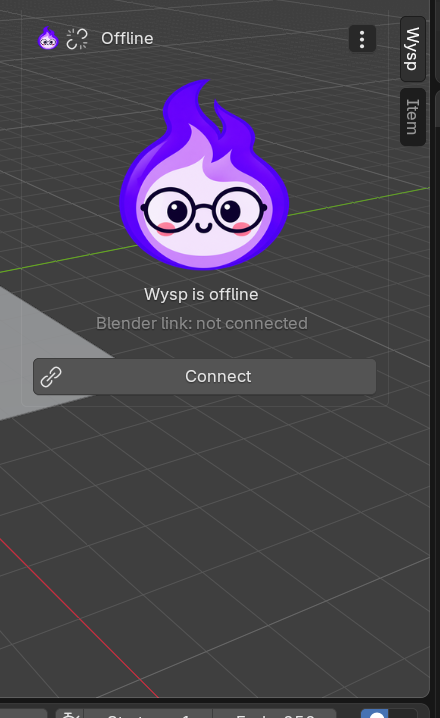 Offline
Wysp
Item
Wysp is offline
Blender link: not connected
Connect